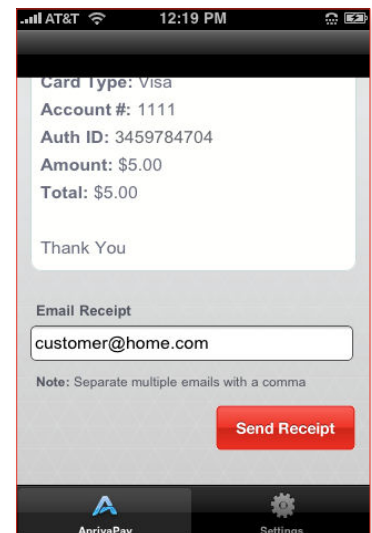 AT&T 12:19 PM
Card Type: Visa
Account #: 1111
Auth ID: 3459784704
Amount: $5.00
Total: $5.00
Thank You
Email Receipt
customer@home.com
Note: Separate multiple emails with a comma
Send Receipt
AprivaPay Settings